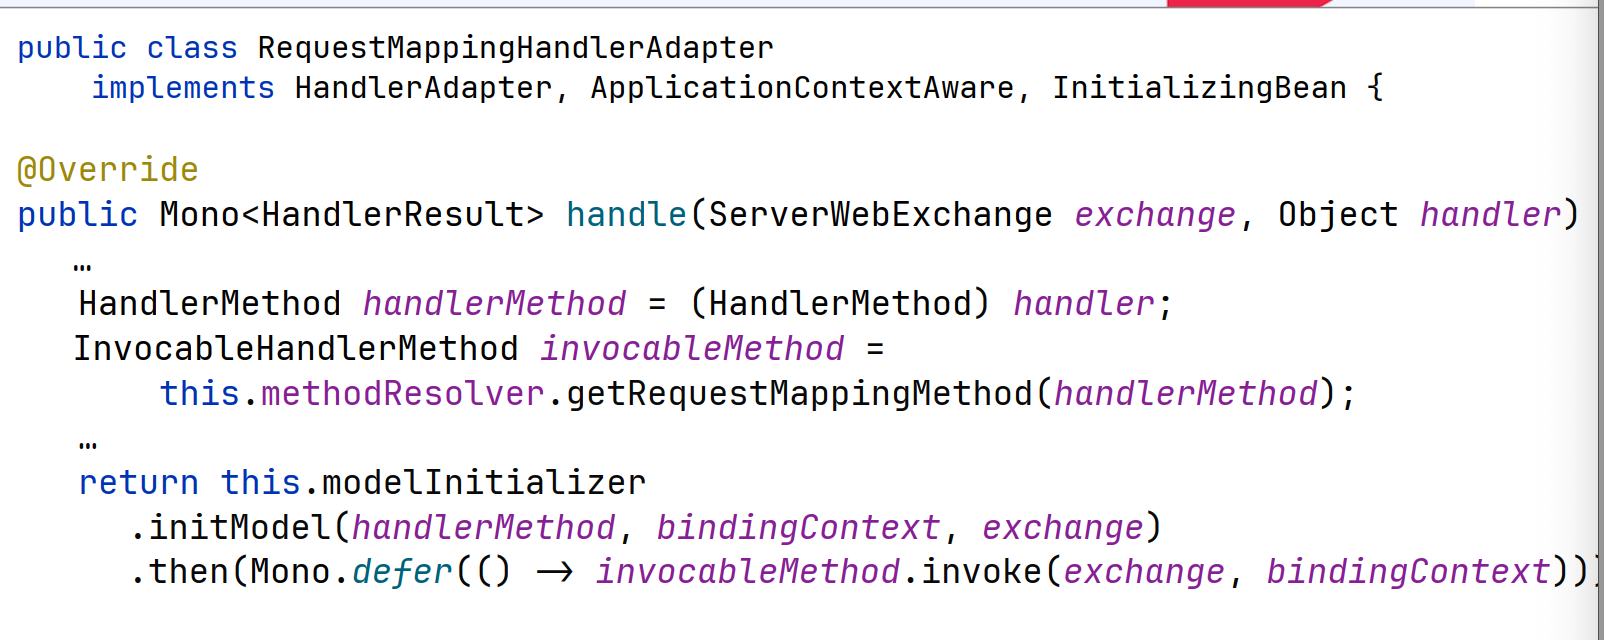 public class RequestMappingHandlerAdapter
implements HandlerAdapter, ApplicationContextAware, InitializingBean {
@Override
public Mono<HandlerResult> handle(ServerWebExchange exchange, Object handler)
…
HandlerMethod handlerMethod = (HandlerMethod) handler;
InvocableHandlerMethod invocableMethod =
this.methodResolver.getRequestMappingMethod(handlerMethod);
…
return this.modelInitializer
.initModel(handlerMethod, bindingContext, exchange)
.then(Mono.defer(() -> invocableMethod.invoke(exchange, bindingContext)))